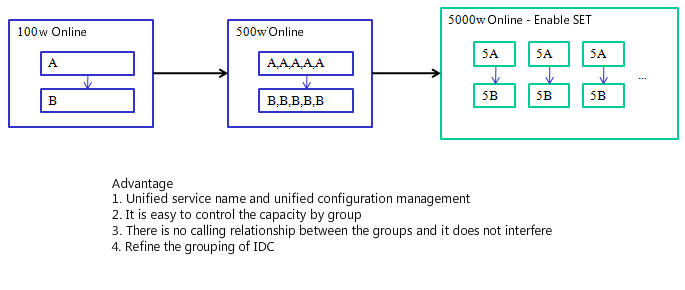 100w Online
500w Online
5000w Online - Enable SET
A
A,A,A,A,A
5A
5A
5A
...
B
B,B,B,B,B
5B
5B
5B
Advantage
1. Unified service name and unified configuration management
2. It is easy to control the capacity by group
3. There is no calling relationship between the groups and it does not interfere
4. Refine the grouping of IDC